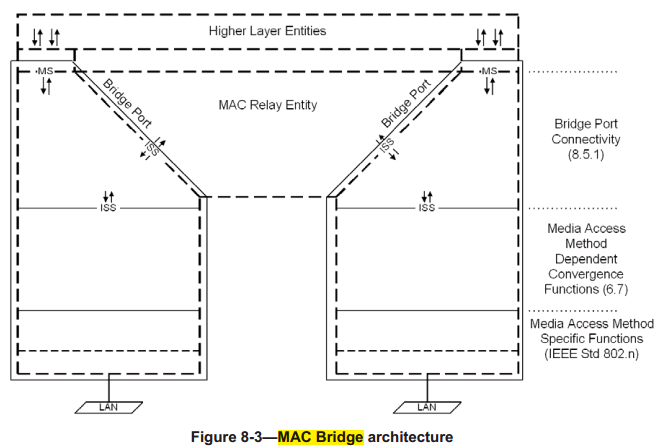 Higher Layer Entities
MS
MS
Bridge Port
MAC Relay Entity
Bridge Port
ISS
ISS
ISS
ISS
Bridge Port
Connectivity
(8.5.1)
Media Access
Method
Dependent
Convergence
Functions (6.7)
Media Access Method
Specific Functions
(IEEE Std 802.n)
LAN
LAN
Figure 8-3—MAC Bridge architecture